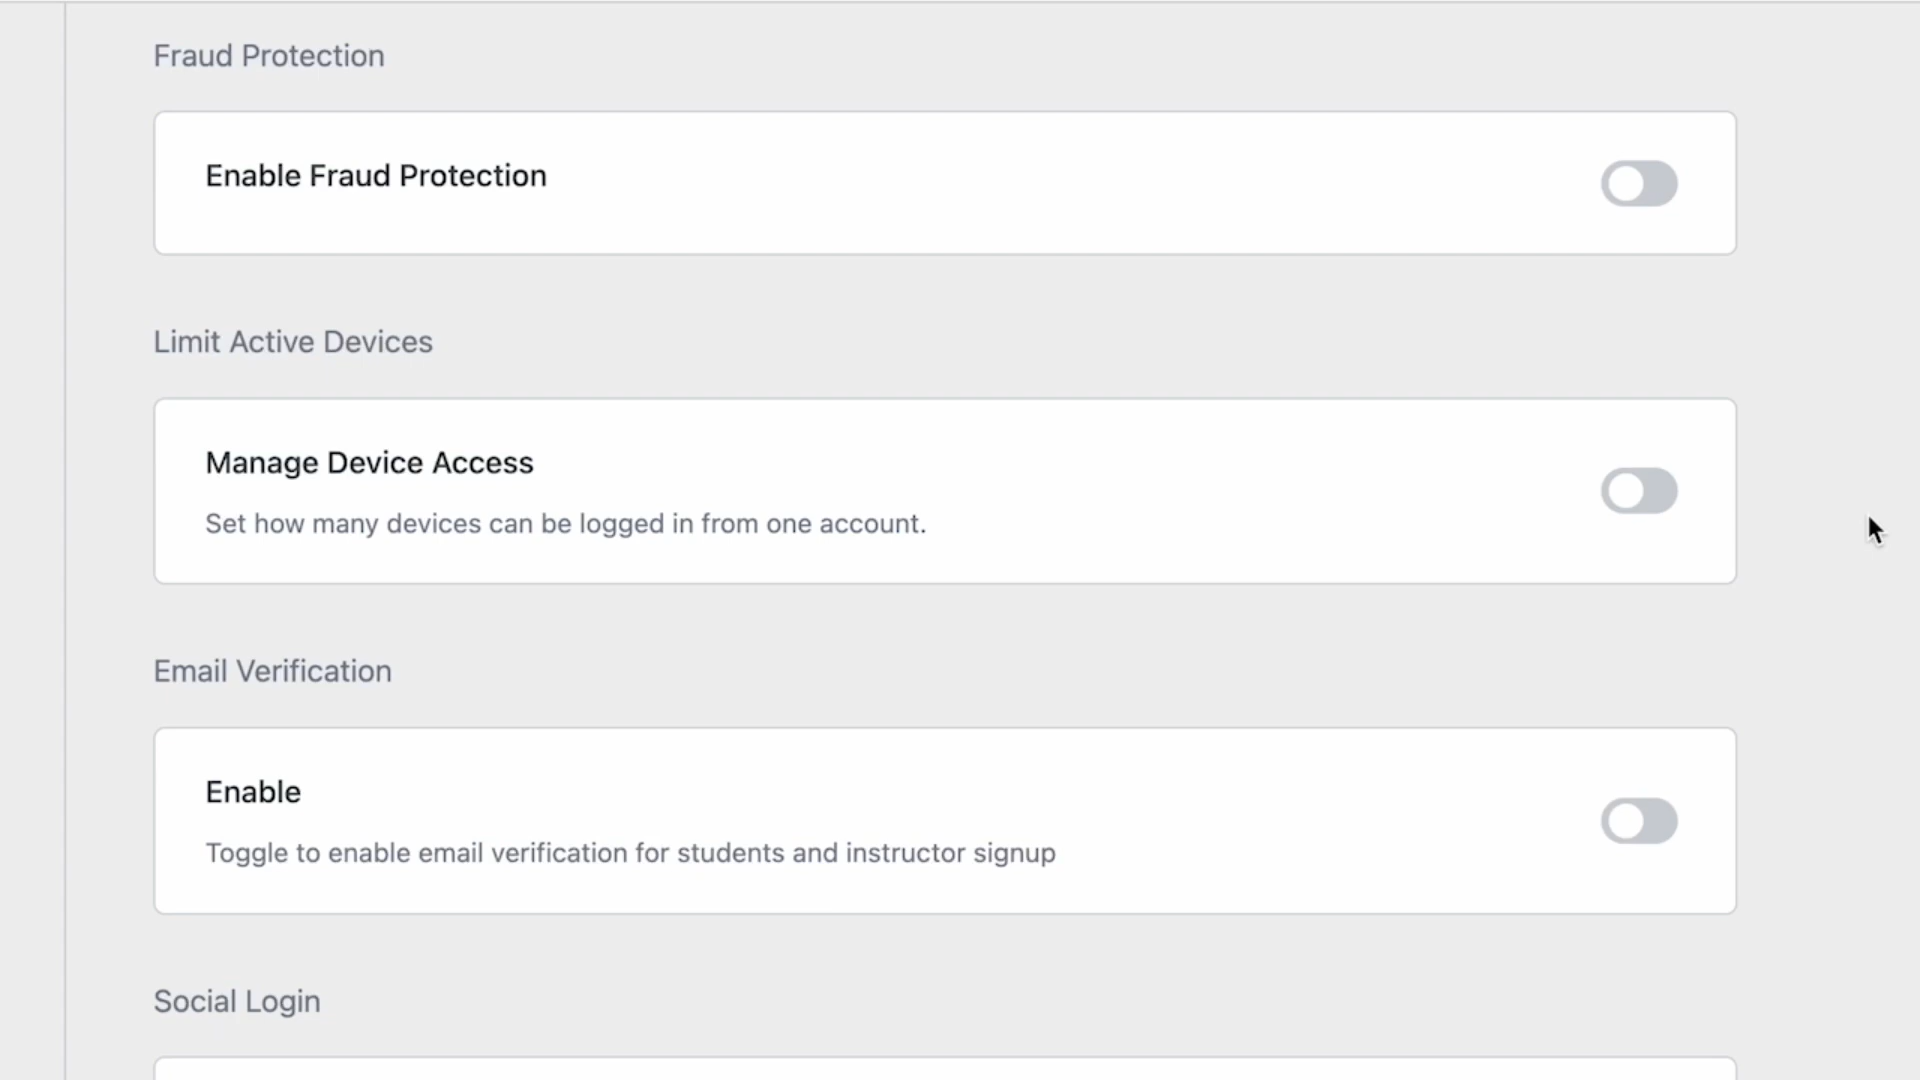 Fraud Protection
Enable Fraud Protection
Limit Active Devices
Manage Device Access
Set how many devices can be logged in from one account.
Email Verification
Enable
Toggle to enable email verification for students and instructor signup
Social Login